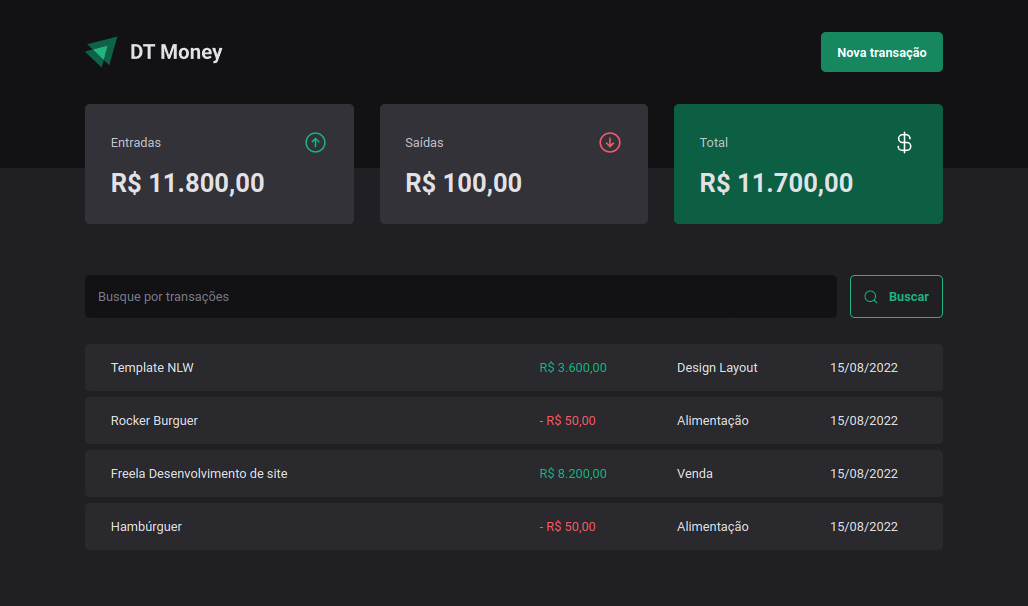 DT Money
Nova transação
Entradas
R$ 11.800,00
Saídas
R$ 100,00
Total
R$ 11.700,00
Busque por transações
Buscar
Template NLW R$ 3.600,00 Design Layout 15/08/2022
Rocker Burguer - R$ 50,00 Alimentação 15/08/2022
Freela Desenvolvimento de site R$ 8.200,00 Venda 15/08/2022
Hambúrguer - R$ 50,00 Alimentação 15/08/2022